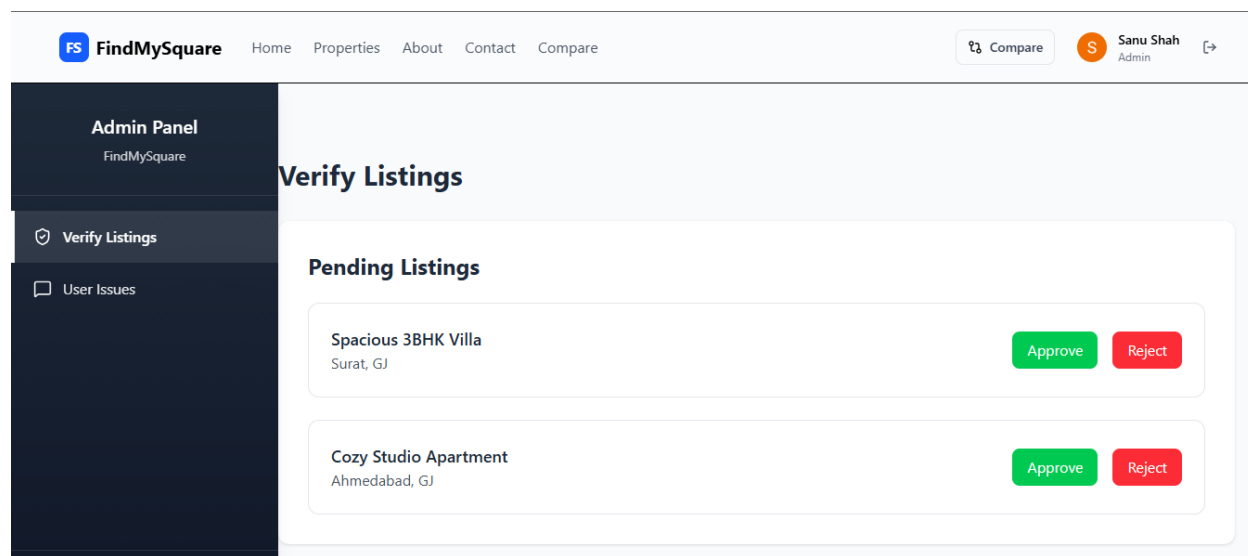 FS FindMySquare Home Properties About Contact Compare Compare S Sanu Shah
Admin
Admin Panel
FindMySquare
Verify Listings
User Issues
Verify Listings
Pending Listings
Spacious 3BHK Villa
Surat, GJ
Approve Reject
Cozy Studio Apartment
Ahmedabad, GJ
Approve Reject